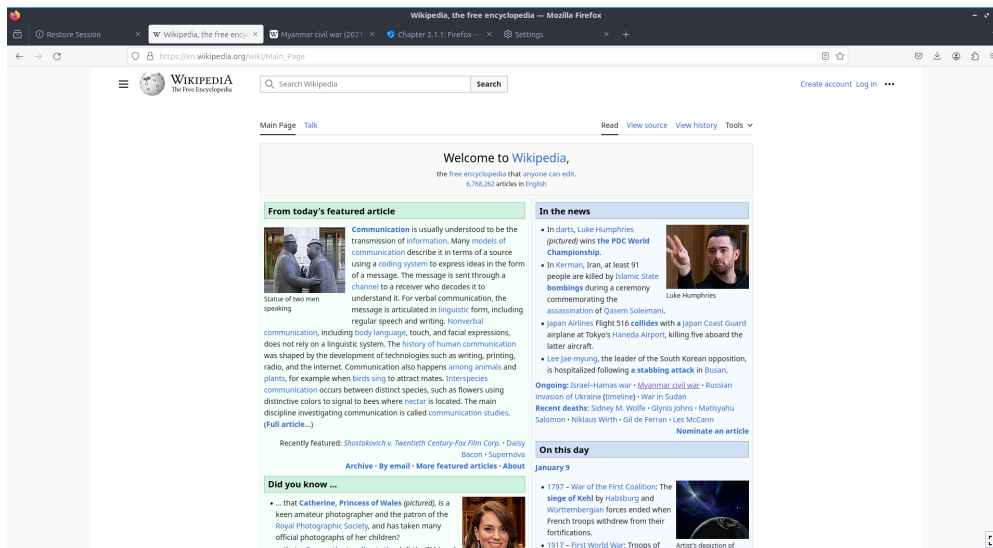 Wikipedia, the free encyclopedia — Mozilla Firefox
Restore Session
Wikipedia, the free ency
Myanmar civil war (2021-
Chapter 2.1.1: Firefox —
Settings
https://en.wikipedia.org/wiki/Main_Page
WIKIPEDIA
The Free Encyclopedia
Search Wikipedia
Search
Create account Log in
Main Page Talk
Read View source View history Tools
Welcome to Wikipedia,
the free encyclopedia that anyone can edit.
6,768,262 articles in English
From today's featured article
Communication is usually understood to be the
transmission of information. Many models of
communication describe it in terms of a source
using a coding system to express ideas in the form
of a message. The message is sent through a
channel to a receiver who decodes it to
understand it. For verbal communication, the
message is articulated in linguistic form, including
regular speech and writing. Nonverbal
communication, including body language, touch, and facial expressions,
does not rely on a linguistic system. The history of human communication
was shaped by the development of technologies such as writing, printing,
radio, and the internet. Communication also happens among animals and
plants, for example when birds sing to attract mates. Interspecies
communication occurs between distinct species, such as flowers using
distinctive colors to signal to bees where nectar is located. The main
discipline investigating communication is called communication studies.
(Full article...)
Statue of two men
speaking
Recently featured: Shostakovich v. Twentieth Century-Fox Film Corp. · Daisy
Bacon · Supernova
Archive · By email · More featured articles · About
Did you know ...
• ... that Catherine, Princess of Wales (pictured), is a
keen amateur photographer and the patron of the
Royal Photographic Society, and has taken many
official photographs of her children?
In the news
• In darts, Luke Humphries
(pictured) wins the PDC World
Championship.
• In Kerman, Iran, at least 91
people are killed by Islamic State
bombings during a ceremony
commemorating the
assassination of Qasem Soleimani.
Luke Humphries
• Japan Airlines Flight 516 collides with a Japan Coast Guard
airplane at Tokyo's Haneda Airport, killing five aboard the
latter aircraft.
• Lee Jae-myung, the leader of the South Korean opposition,
is hospitalized following a stabbing attack in Busan.
Ongoing: Israel–Hamas war · Myanmar civil war · Russian
invasion of Ukraine (timeline) · War in Sudan
Recent deaths: Sidney M. Wolfe · Glynis Johns · Matisyahu
Salomon · Niklaus Wirth · Gil de Ferran · Les McCann
Nominate an article
On this day
January 9
• 1797 – War of the First Coalition: The
siege of Kehl by Habsburg and
Württembergian forces ended when
French troops withdrew from their
fortifications.
• 1917 – First World War: Troops of
Artist's depiction of